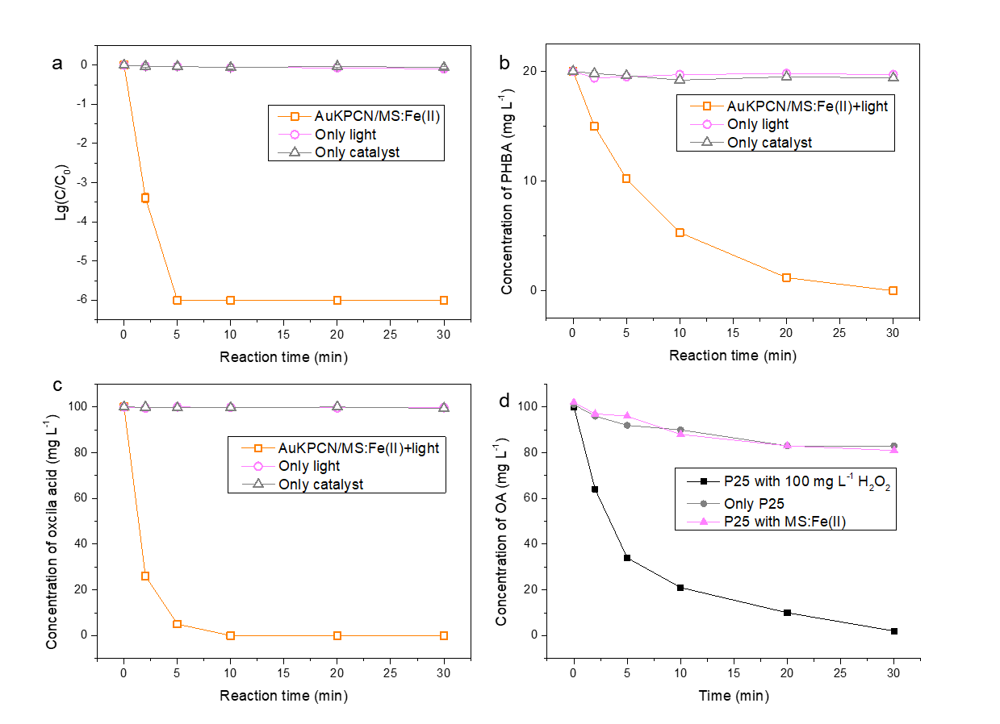 a
Lg(C/C0)
0
-1
-2
-3
-4
-5
-6
AuKPCN/MS:Fe(II)
Only light
Only catalyst
0 5 10 15 20 25 30
Reaction time (min)
b
Concentration of PHBA (mg L-1)
20
10
0
AuKPCN/MS:Fe(II)+light
Only light
Only catalyst
0 5 10 15 20 25 30
Reaction time (min)
c
Concentration of oxcila acid (mg L-1)
100
80
60
40
20
0
AuKPCN/MS:Fe(II)+light
Only light
Only catalyst
0 5 10 15 20 25 30
Reaction time (min)
d
Concentration of OA (mg L-1)
100
80
60
40
20
0
P25 with 100 mg L-1 H2O2
Only P25
P25 with MS:Fe(II)
0 5 10 15 20 25 30
Time (min)